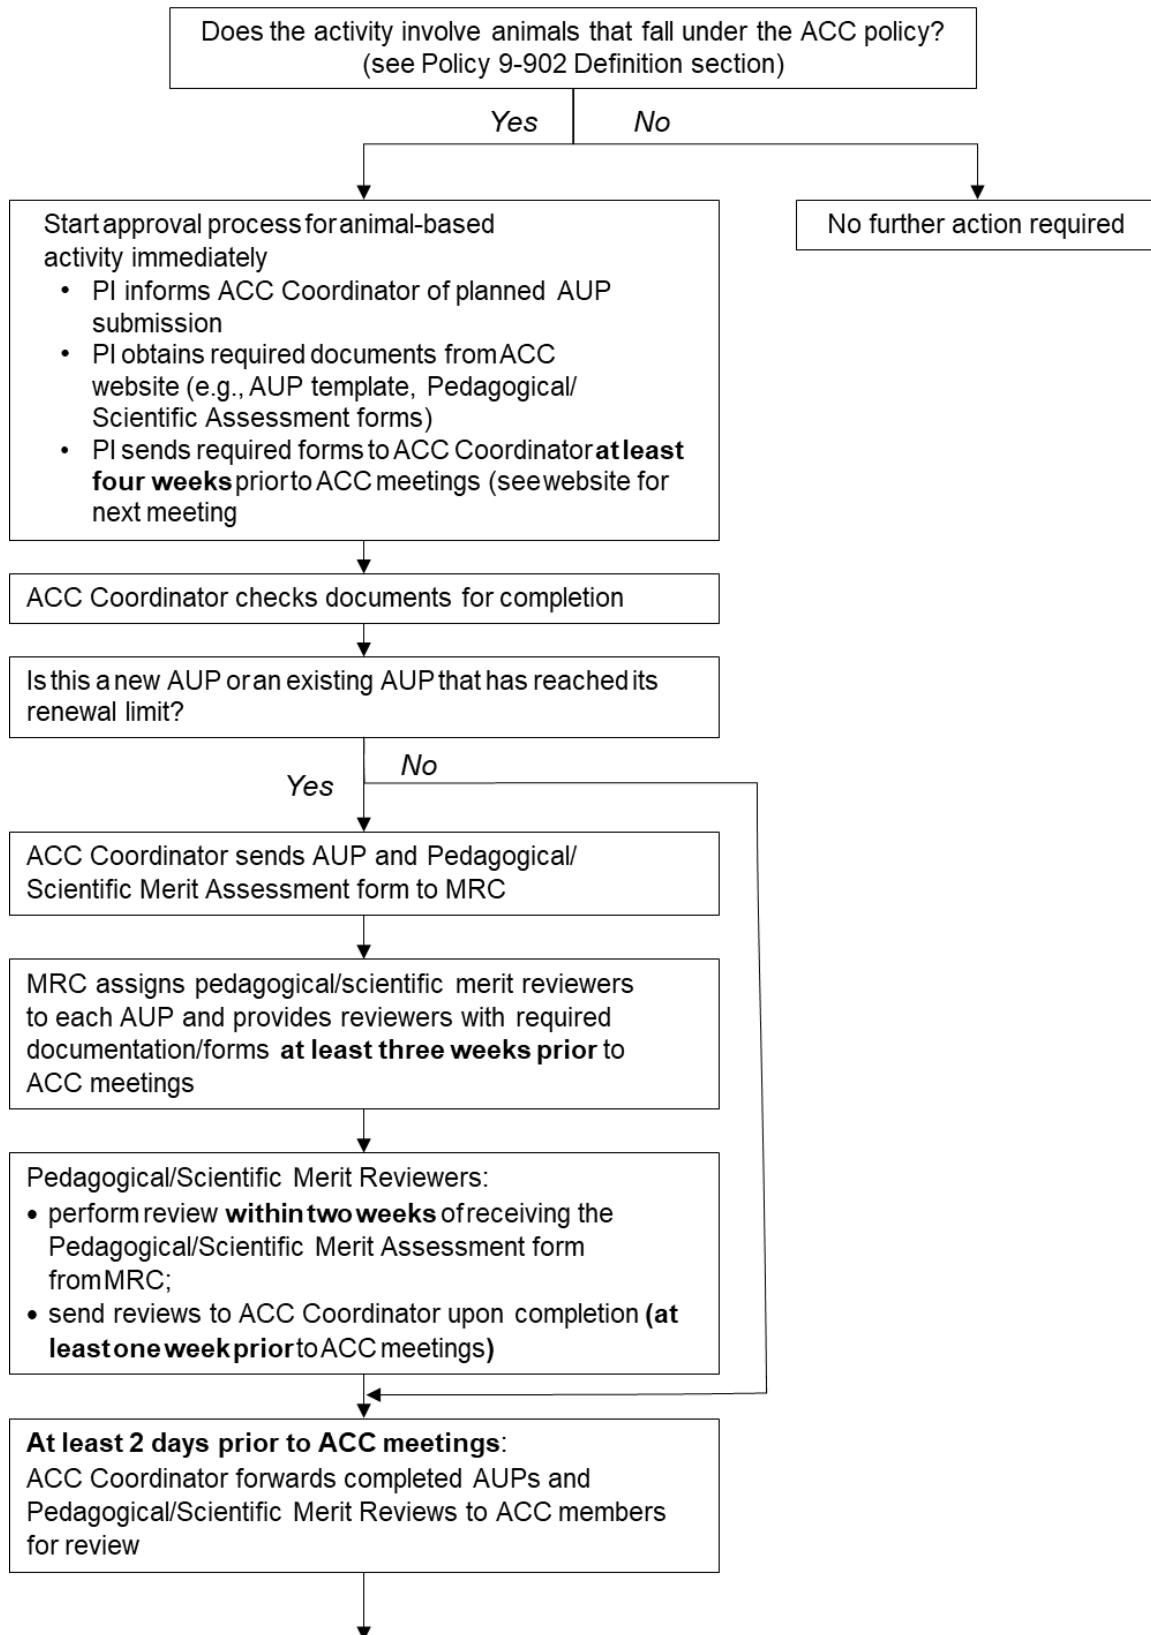 Does the activity involve animals that fall under the ACC policy?
(see Policy 9-902 Definition section)
Yes
No
Start approval process for animal-based
activity immediately
• PI informs ACC Coordinator of planned AUP
submission
• PI obtains required documents from ACC
website (e.g., AUP template, Pedagogical/
Scientific Assessment forms)
• PI sends required forms to ACC Coordinator at least
four weeks prior to ACC meetings (see website for
next meeting
No further action required
ACC Coordinator checks documents for completion
Is this a new AUP or an existing AUP that has reached its
renewal limit?
No
Yes
ACC Coordinator sends AUP and Pedagogical/
Scientific Merit Assessment form to MRC
MRC assigns pedagogical/scientific merit reviewers
to each AUP and provides reviewers with required
documentation/forms at least three weeks prior to
ACC meetings
Pedagogical/Scientific Merit Reviewers:
• perform review within two weeks of receiving the
Pedagogical/Scientific Merit Assessment form
from MRC;
• send reviews to ACC Coordinator upon completion (at
least one week prior to ACC meetings)
At least 2 days prior to ACC meetings:
ACC Coordinator forwards completed AUPs and
Pedagogical/Scientific Merit Reviews to ACC members
for review